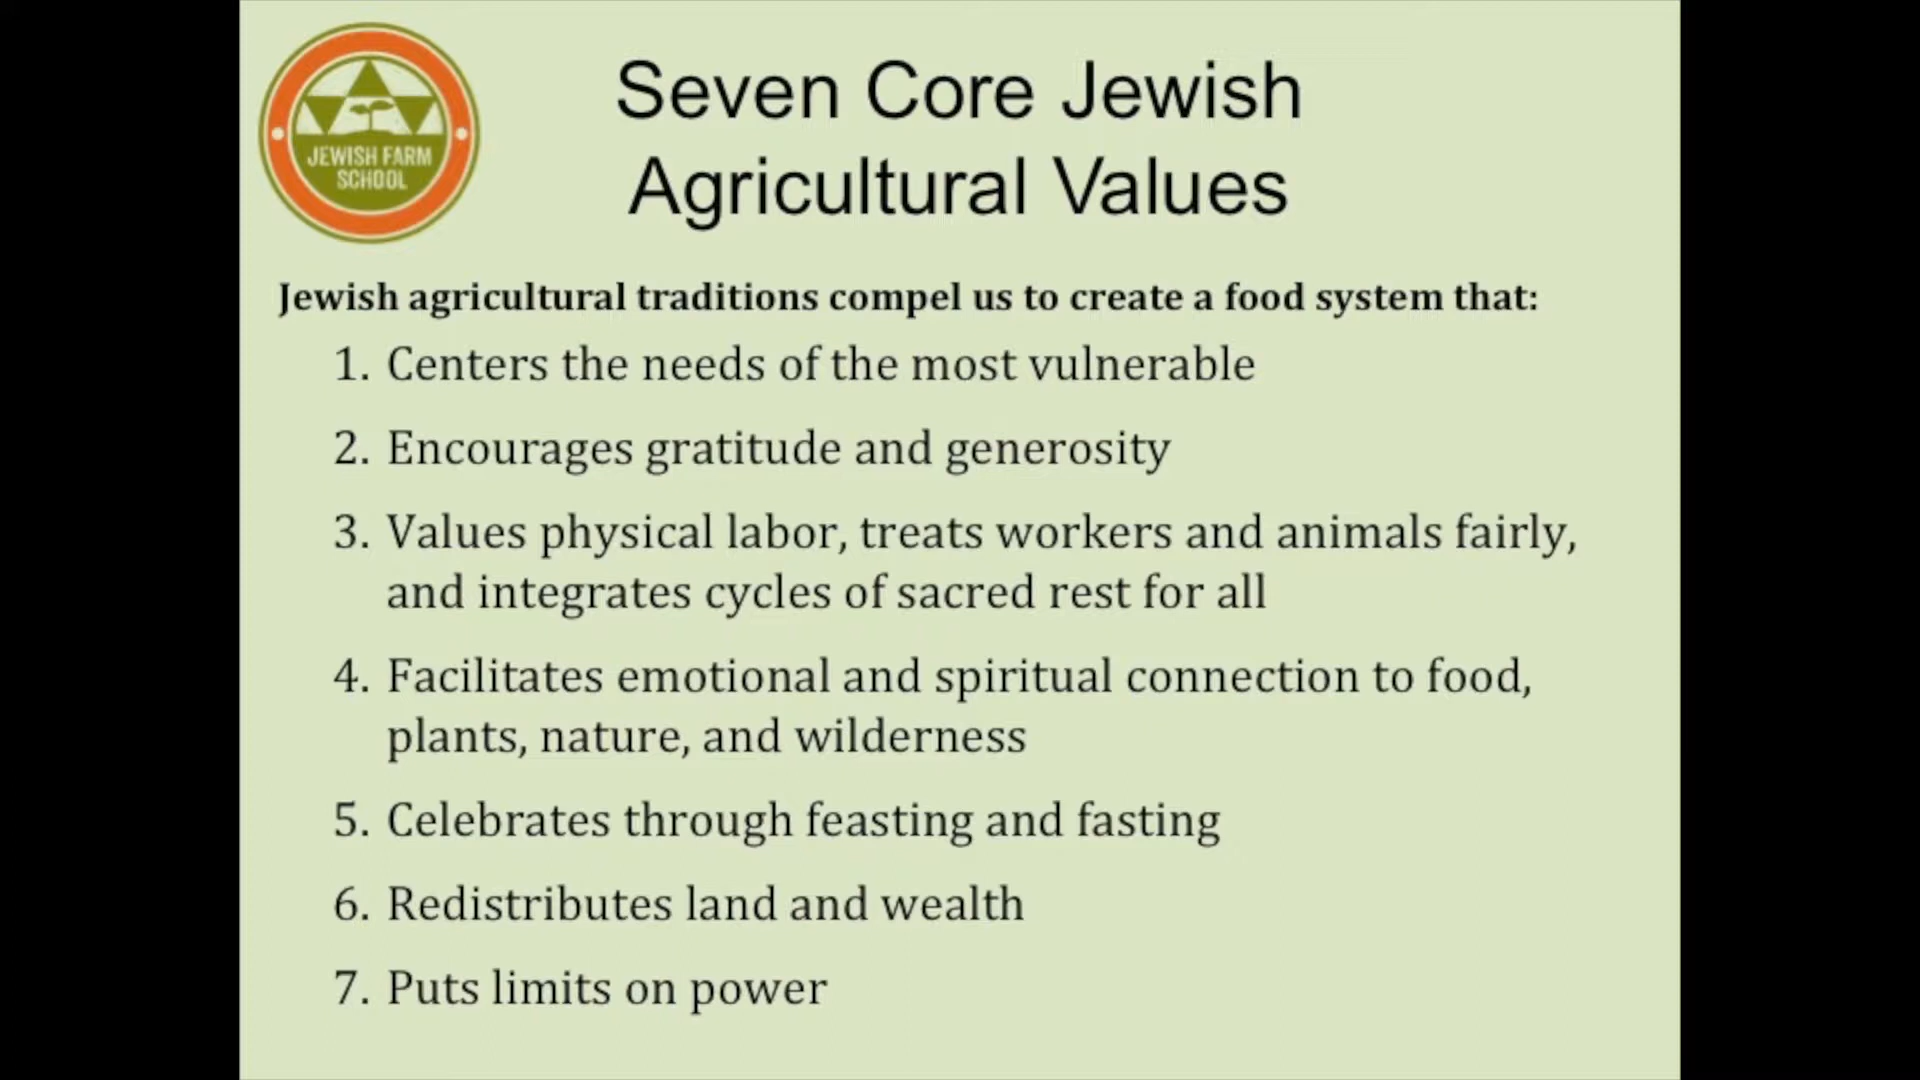 JEWISH FARM
SCHOOL
Seven Core Jewish
Agricultural Values
Jewish agricultural traditions compel us to create a food system that:
1. Centers the needs of the most vulnerable
2. Encourages gratitude and generosity
3. Values physical labor, treats workers and animals fairly,
and integrates cycles of sacred rest for all
4. Facilitates emotional and spiritual connection to food,
plants, nature, and wilderness
5. Celebrates through feasting and fasting
6. Redistributes land and wealth
7. Puts limits on power